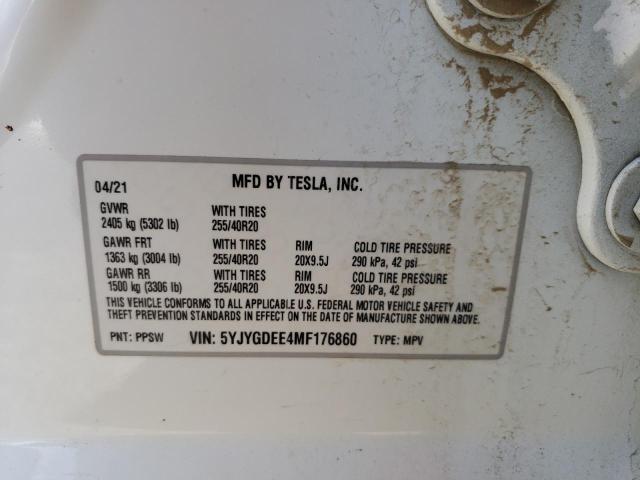 04/21 MFD BY TESLA, INC.
GVWR WITH TIRES
2405 kg (5302 lb) 255/40R20
GAWR FRT WITH TIRES RIM COLD TIRE PRESSURE
1363 kg (3004 lb) 255/40R20 20X9.5J 290 kPa, 42 psi
GAWR RR WITH TIRES RIM COLD TIRE PRESSURE
1500 kg (3306 lb) 255/40R20 20X9.5J 290 kPa, 42 psi
THIS VEHICLE CONFORMS TO ALL APPLICABLE U.S. FEDERAL MOTOR VEHICLE SAFETY AND
THEFT PREVENTION STANDARDS IN EFFECT ON THE DATE OF MANUFACTURE SHOWN ABOVE.
PNT: PPSW VIN: 5YJYGDEE4MF176860 TYPE: MPV